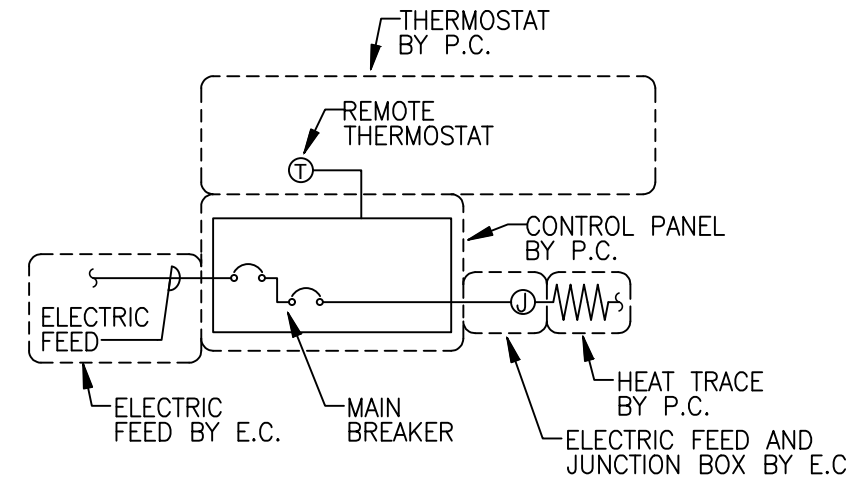 THERMOSTAT
BY P.C.
REMOTE
THERMOSTAT
T
CONTROL PANEL
BY P.C.
J
ELECTRIC
FEED
HEAT TRACE
BY P.C.
ELECTRIC
FEED BY E.C.
MAIN
BREAKER
ELECTRIC FEED AND
JUNCTION BOX BY E.C